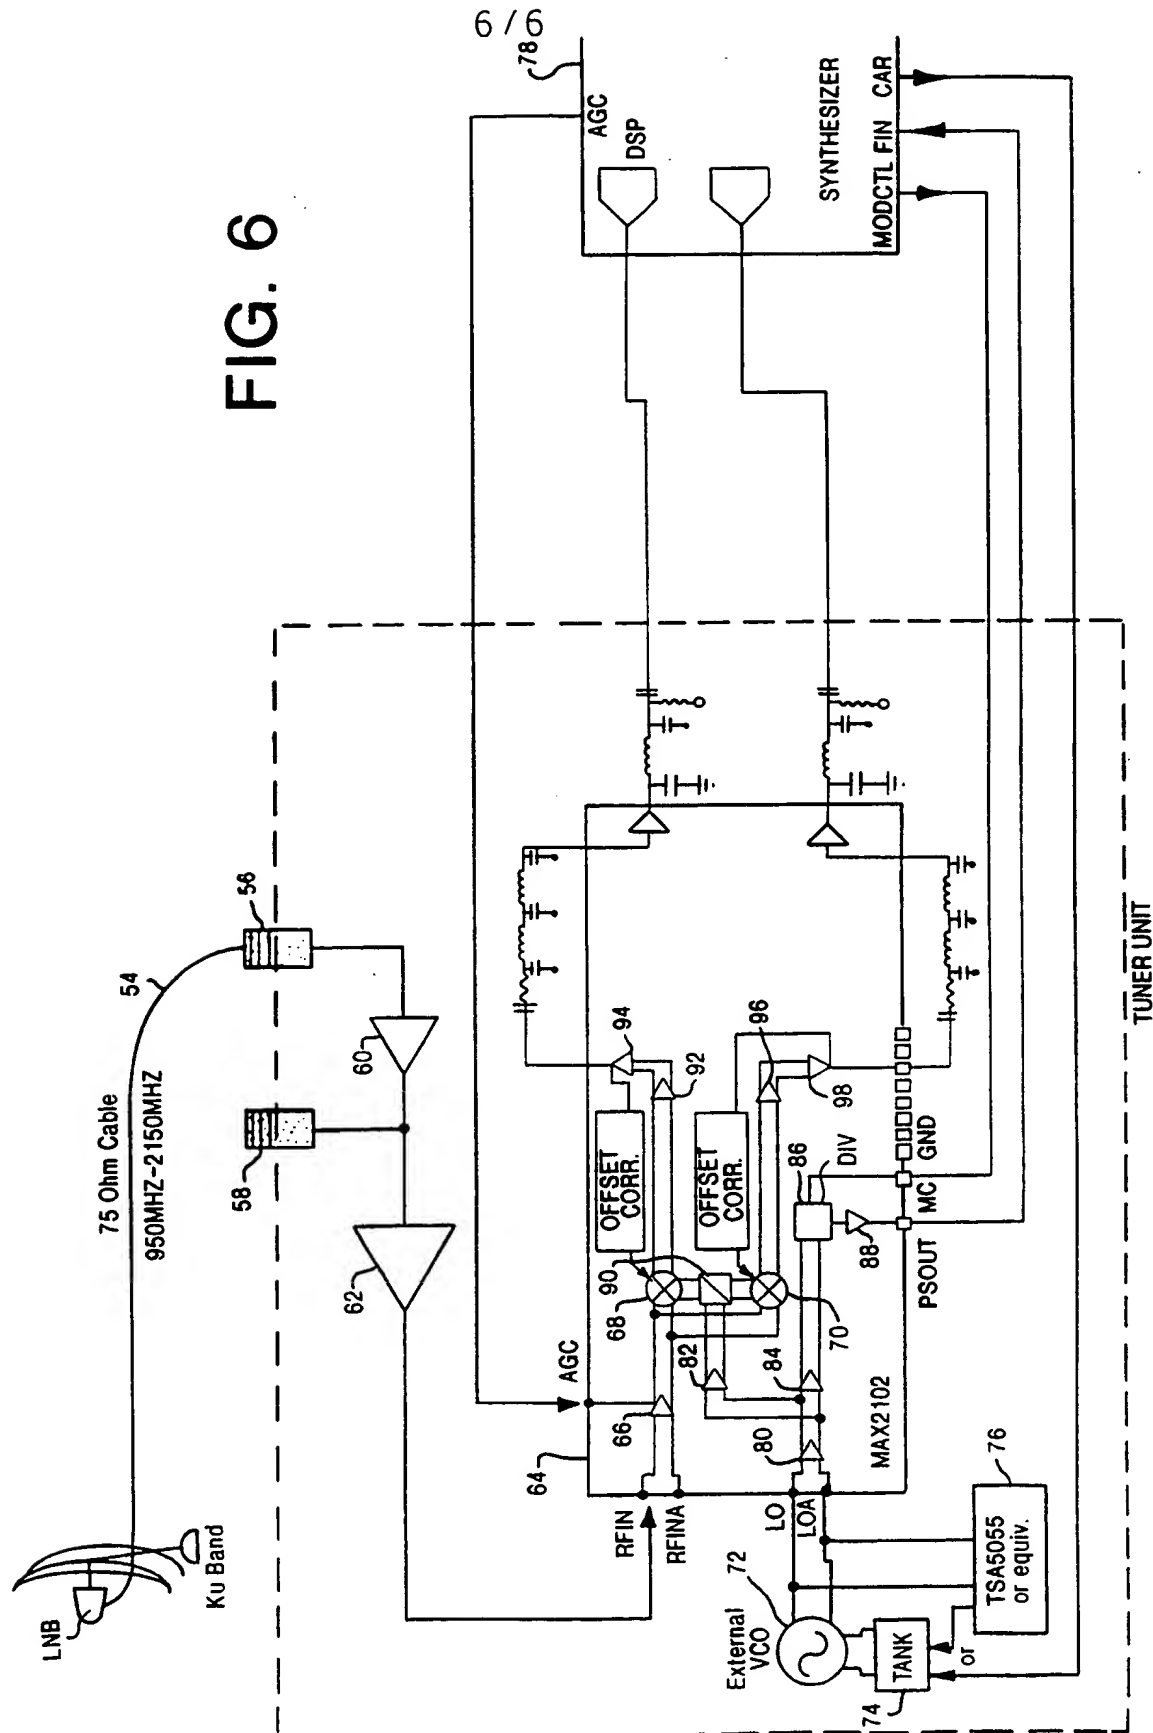 6/6
FIG. 6
LNB
Ku Band
75 Ohm Cable
950MHZ-2150MHZ
54
56
58
60
62
64
AGC
RFIN
RFINA
66
68
90
OFFSET
CORR.
OFFSET
CORR.
94
92
96
98
82
84
80
70
86
DIV
88
LO
LOA
MAX2102
PSOUT
MC
GND
External
VCO
72
TANK
74
or
TSA5055
or equiv.
76
TUNER UNIT
78
AGC
DSP
SYNTHESIZER
MODCTL
FIN
CAR